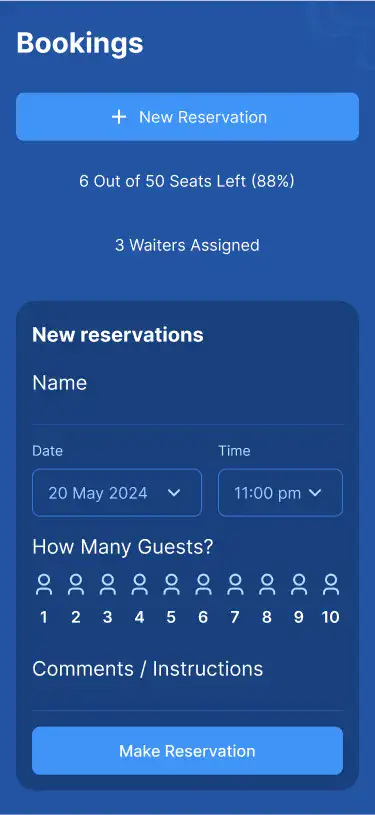 Bookings
New Reservation
6 Out of 50 Seats Left (88%)
3 Waiters Assigned
New reservations
Name
Date Time
20 May 2024 11:00 pm
How Many Guests?
1 2 3 4 5 6 7 8 9 10
Comments / Instructions
Make Reservation